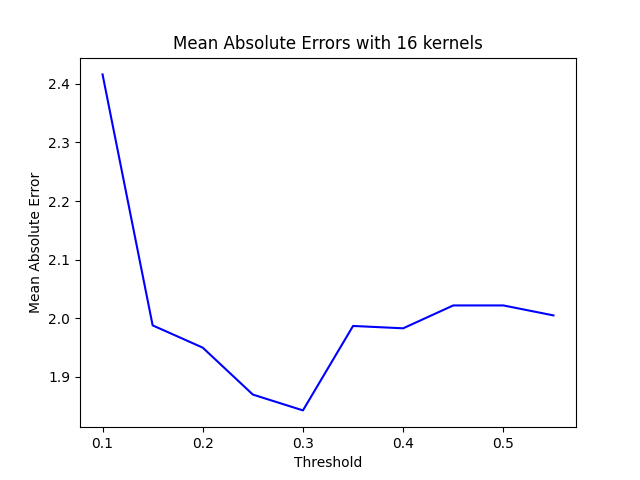 Mean Absolute Errors with 16 kernels
2.4
2.3
2.2
2.1
2.0
1.9
Mean Absolute Error
0.1 0.2 0.3 0.4 0.5
Threshold